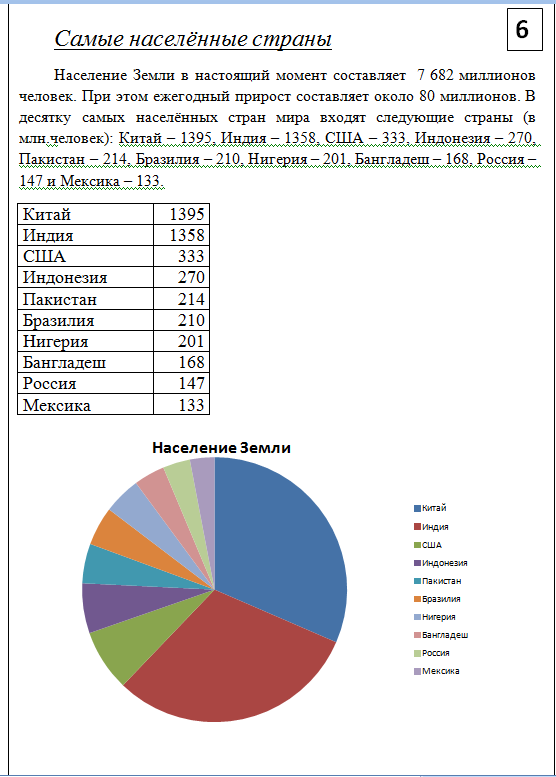 6
Самые населённые страны
Население Земли в настоящий момент составляет 7 682 миллионов
человек. При этом ежегодный прирост составляет около 80 миллионов. В
десятку самых населённых стран мира входят следующие страны (в
млн.человек): Китай – 1395, Индия – 1358, США – 333, Индонезия – 270,
Пакистан – 214, Бразилия – 210, Нигерия – 201, Бангладеш – 168, Россия –
147 и Мексика – 133.
Китай 1395
Индия 1358
США 333
Индонезия 270
Пакистан 214
Бразилия 210
Нигерия 201
Бангладеш 168
Россия 147
Мексика 133
Население Земли
Китай
Индия
США
Индонезия
Пакистан
Бразилия
Нигерия
Бангладеш
Россия
Мексика